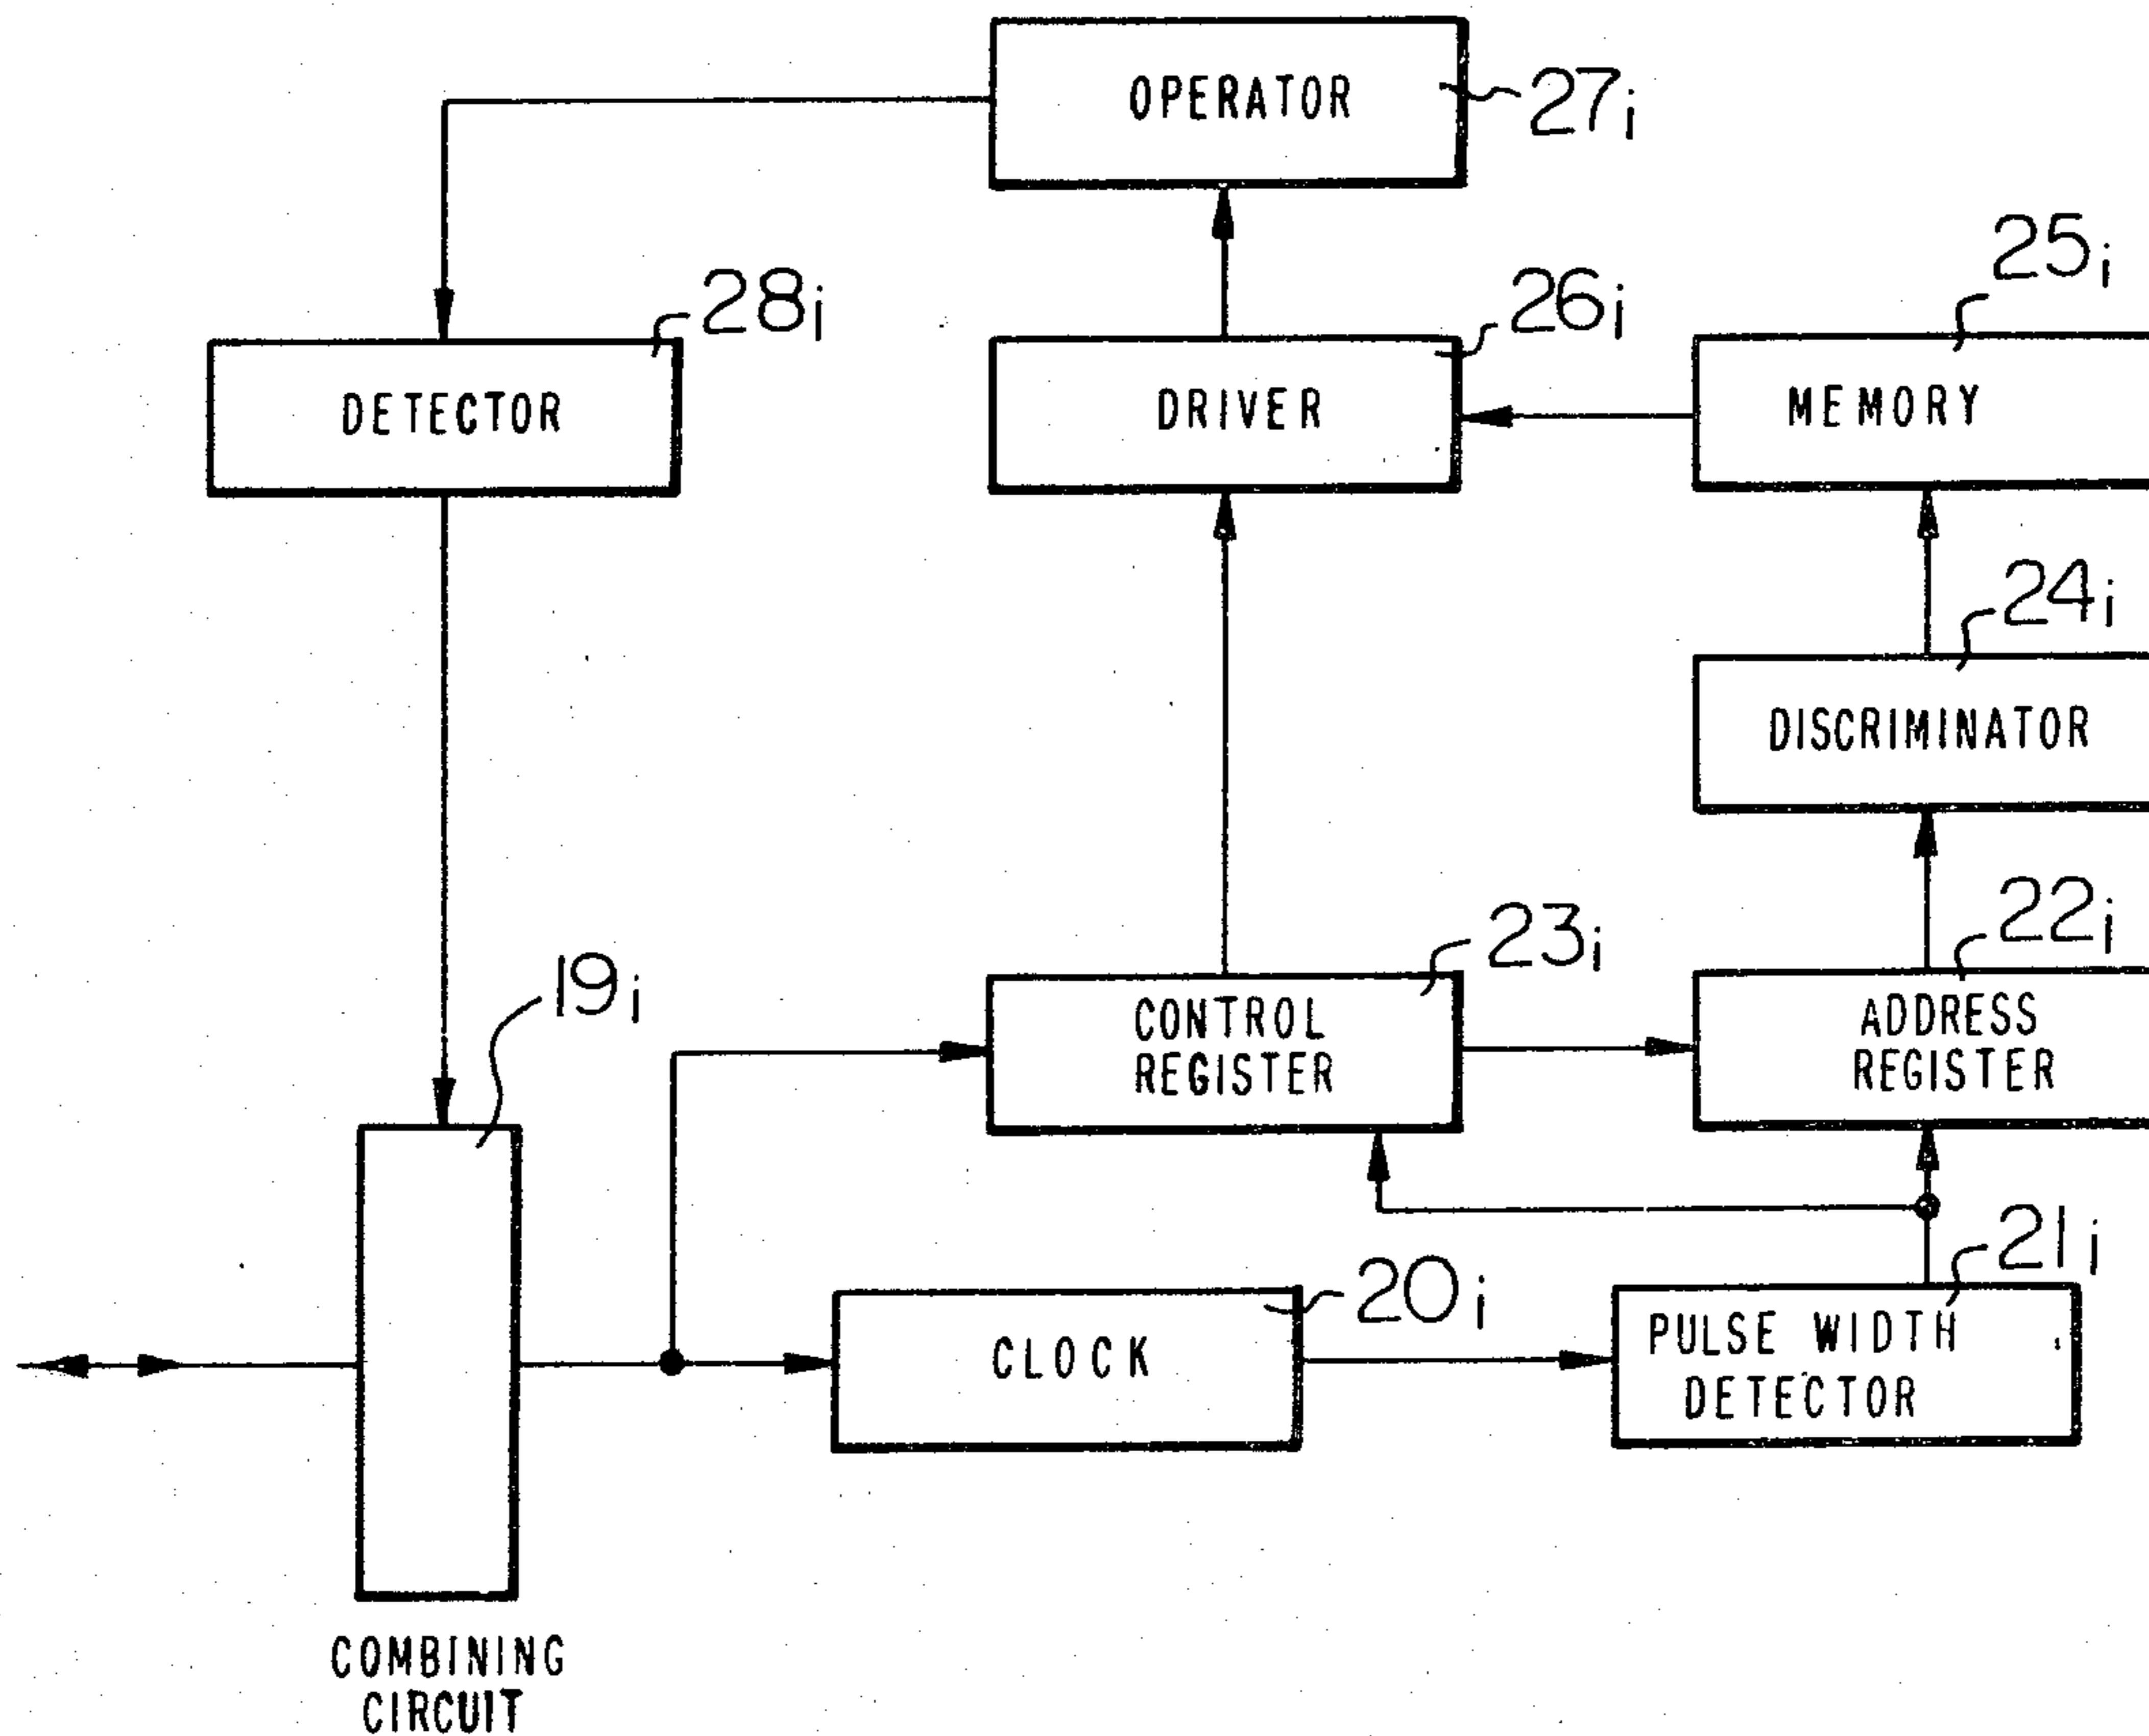 OPERATOR
27i
25i
28i
26i
DETECTOR
DRIVER
MEMORY
24i
DISCRIMINATOR
22i
23i
19i
CONTROL
REGISTER
ADDRESS
REGISTER
21i
20i
CLOCK
PULSE WIDTH
DETECTOR
COMBINING
CIRCUIT